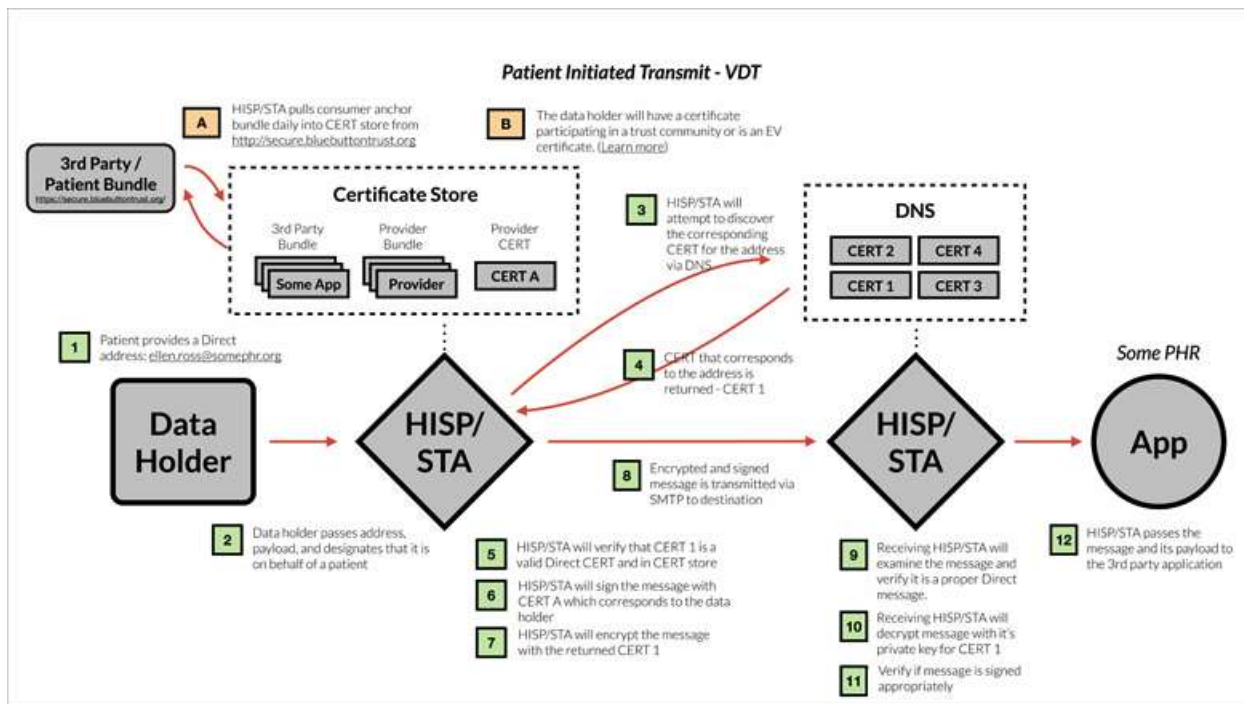 Patient Initiated Transmit - VDT
A
HISP/STA pulls consumer anchor
bundle daily into CERT store from
http://secure.bluebuttontrust.org
B
The data holder will have a certificate
participating in a trust community or is an EV
certificate. (Learn more)
3rd Party /
Patient Bundle
https://secure.bluebuttontrust.org/
Certificate Store
3rd Party
Bundle
Some App
Provider
Bundle
Provider
Provider
CERT
CERT A
3
HISP/STA will
attempt to discover
the corresponding
CERT for the address
via DNS
DNS
CERT 2
CERT 4
CERT 1
CERT 3
1
Patient provides a Direct
address: ellen.ross@somephr.org
4
CERT that corresponds
to the address is
returned - CERT 1
Some PHR
Data
Holder
HISP/
STA
HISP/
STA
App
8
Encrypted and signed
message is transmitted via
SMTP to destination
2
Data holder passes address,
payload, and designates that it is
on behalf of a patient
5
HISP/STA will verify that CERT 1 is a
valid Direct CERT and in CERT store
6
HISP/STA will sign the message with
CERT A which corresponds to the data
holder
7
HISP/STA will encrypt the message
with the returned CERT 1
9
Receiving HISP/STA will
examine the message and
verify it is a proper Direct
message.
10
Receiving HISP/STA will
decrypt message with it's
private key for CERT 1
11
Verify if message is signed
appropriately
12
HISP/STA passes the
message and its payload to
the 3rd party application